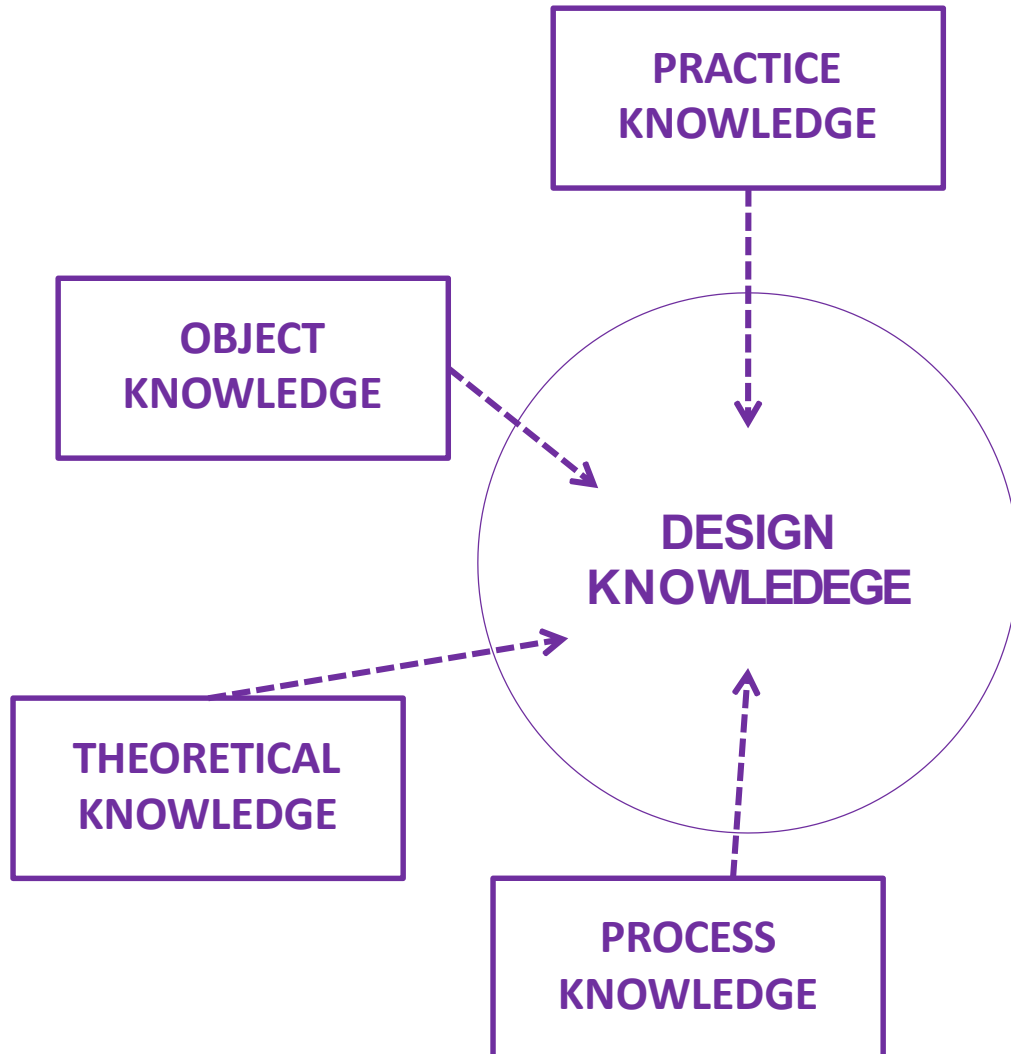 PRACTICE
KNOWLEDGE
OBJECT
KNOWLEDGE
DESIGN
KNOWLEDEGE
THEORETICAL
KNOWLEDGE
PROCESS
KNOWLEDGE